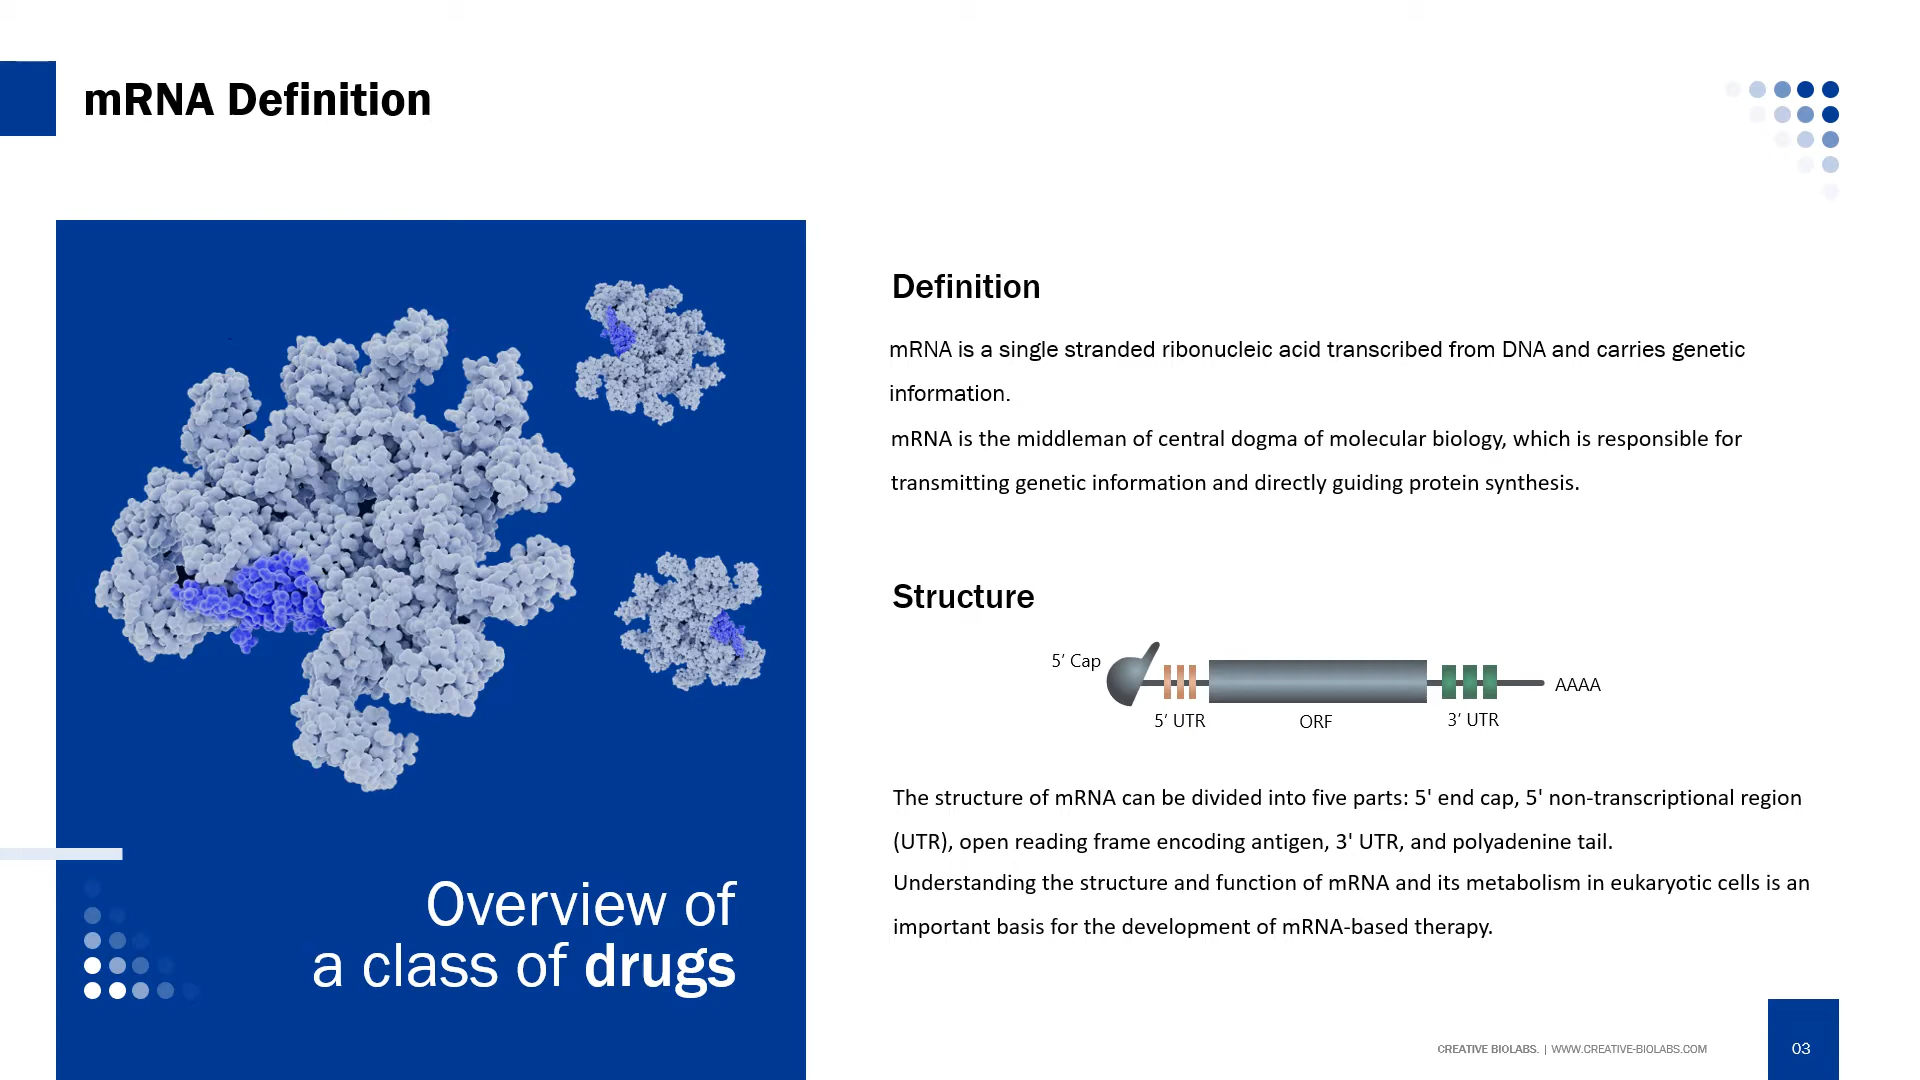 mRNA Definition
Overview of
a class of drugs
Definition
mRNA is a single stranded ribonucleic acid transcribed from DNA and carries genetic
information.
mRNA is the middleman of central dogma of molecular biology, which is responsible for
transmitting genetic information and directly guiding protein synthesis.
Structure
5’ Cap
AAAA
5’ UTR
ORF
3’ UTR
The structure of mRNA can be divided into five parts: 5' end cap, 5' non-transcriptional region
(UTR), open reading frame encoding antigen, 3' UTR, and polyadenine tail.
Understanding the structure and function of mRNA and its metabolism in eukaryotic cells is an
important basis for the development of mRNA-based therapy.
CREATIVE BIOLABS. | WWW.CREATIVE-BIOLABS.COM
03